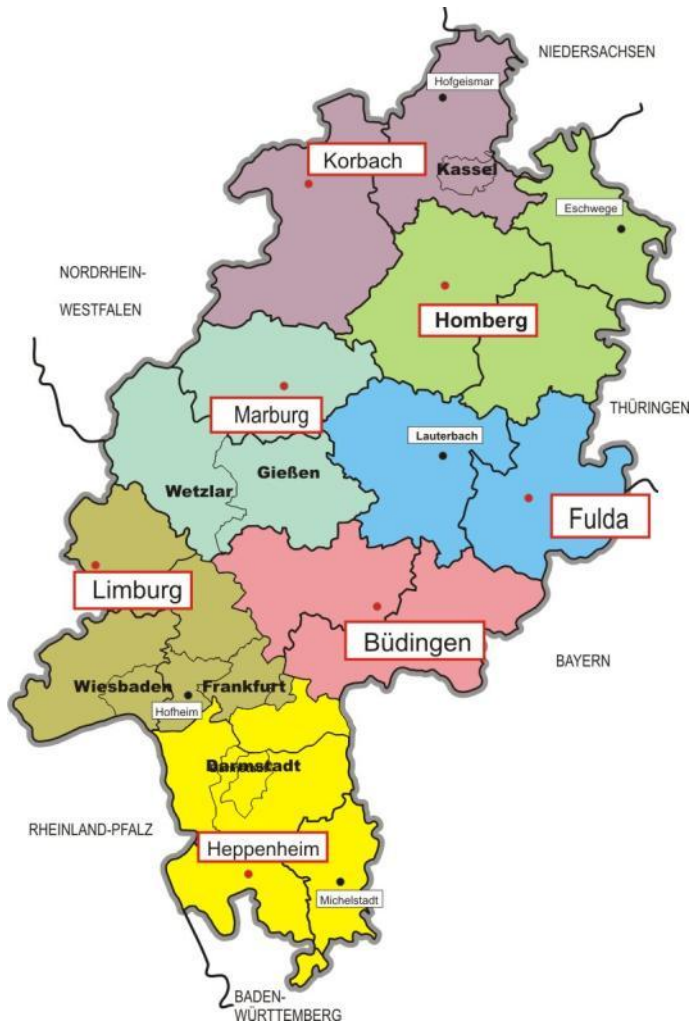 NIEDERSACHSEN
Hofgeismar
Korbach
Kassel
Eschwege
NORDRHEIN-
WESTFALEN
Homberg
THÜRINGEN
Marburg
Lauterbach
Gießen
Wetzlar
Fulda
Limburg
Büdingen
BAYERN
Wiesbaden
Frankfurt
Hofheim
Darmstadt
RHEINLAND-PFALZ
Heppenheim
Michelstadt
BADEN-
WÜRTTEMBERG